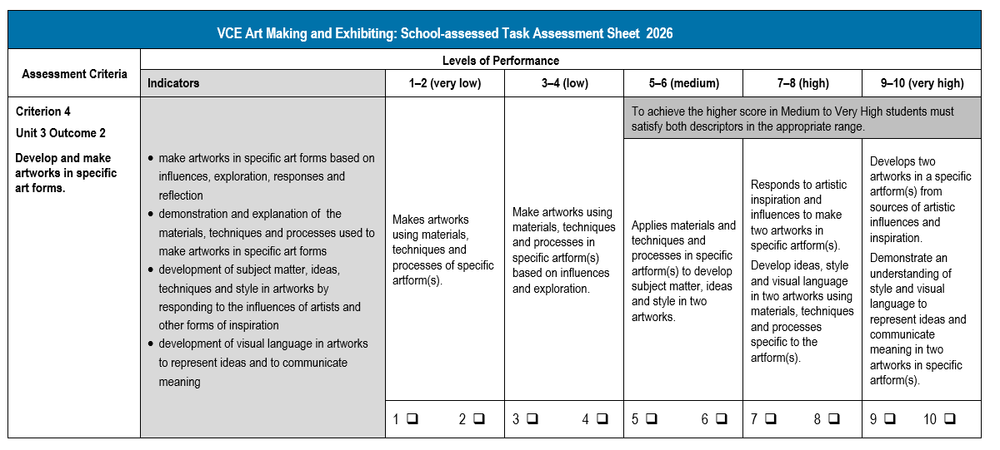 VCE Art Making and Exhibiting: School-assessed Task Assessment Sheet 2026
Assessment Criteria
Levels of Performance
Indicators
1–2 (very low)
3–4 (low)
5–6 (medium)
7–8 (high)
9–10 (very high)
Criterion 4
Unit 3 Outcome 2
Develop and make
artworks in specific
art forms.
• make artworks in specific art forms based on
influences, exploration, responses and
reflection
• demonstration and explanation of the
materials, techniques and processes used to
make artworks in specific art forms
• development of subject matter, ideas,
techniques and style in artworks by
responding to the influences of artists and
other forms of inspiration
• development of visual language in artworks
to represent ideas and to communicate
meaning
Makes artworks
using materials,
techniques and
processes of specific
artform(s).
Make artworks using
materials, techniques
and processes in
specific artform(s)
based on influences
and exploration.
To achieve the higher score in Medium to Very High students must
satisfy both descriptors in the appropriate range.
Applies materials and
techniques and
processes in specific
artform(s) to develop
subject matter, ideas
and style in two
artworks.
Responds to artistic
inspiration and
influences to make
two artworks in
specific artform(s).
Develop ideas, style
and visual language
in two artworks using
materials, techniques
and processes
specific to the
artform(s).
Develops two
artworks in a specific
artform(s) from
sources of artistic
influences and
inspiration.
Demonstrate an
understanding of
style and visual
language to
represent ideas and
communicate
meaning in two
artworks in specific
artform(s).
1 ❑ 2 ❑
3 ❑ 4 ❑
5 ❑ 6 ❑
7 ❑ 8 ❑
9 ❑ 10 ❑